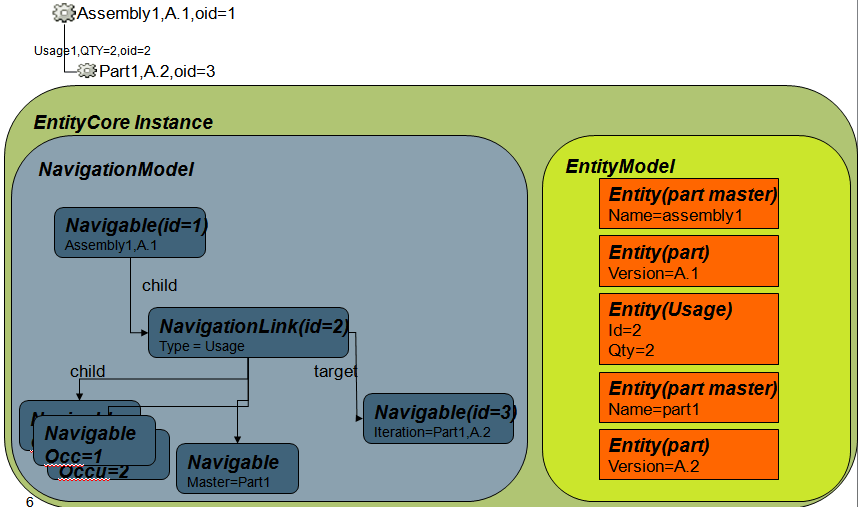 Assembly1,A.1,oid=1
Usage1,QTY=2,oid=2
Part1,A.2,oid=3
EntityCore Instance
NavigationModel
Navigable(id=1)
Assembly1,A.1
child
NavigationLink(id=2)
Type = Usage
child
target
Navigable
Occ=1
Occu=2
Navigable
Master=Part1
Navigable(id=3)
Iteration=Part1,A.2
EntityModel
Entity(part master)
Name=assembly1
Entity(part)
Version=A.1
Entity(Usage)
Id=2
Qty=2
Entity(part master)
Name=part1
Entity(part)
Version=A.2
6